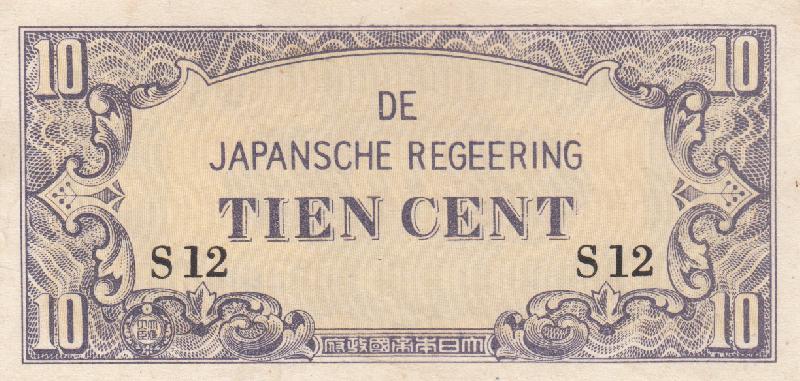 10 10
DE
JAPANSCHE REGEERING
TIEN CENT
S 12 S 12
10 10
大日本帝國政府